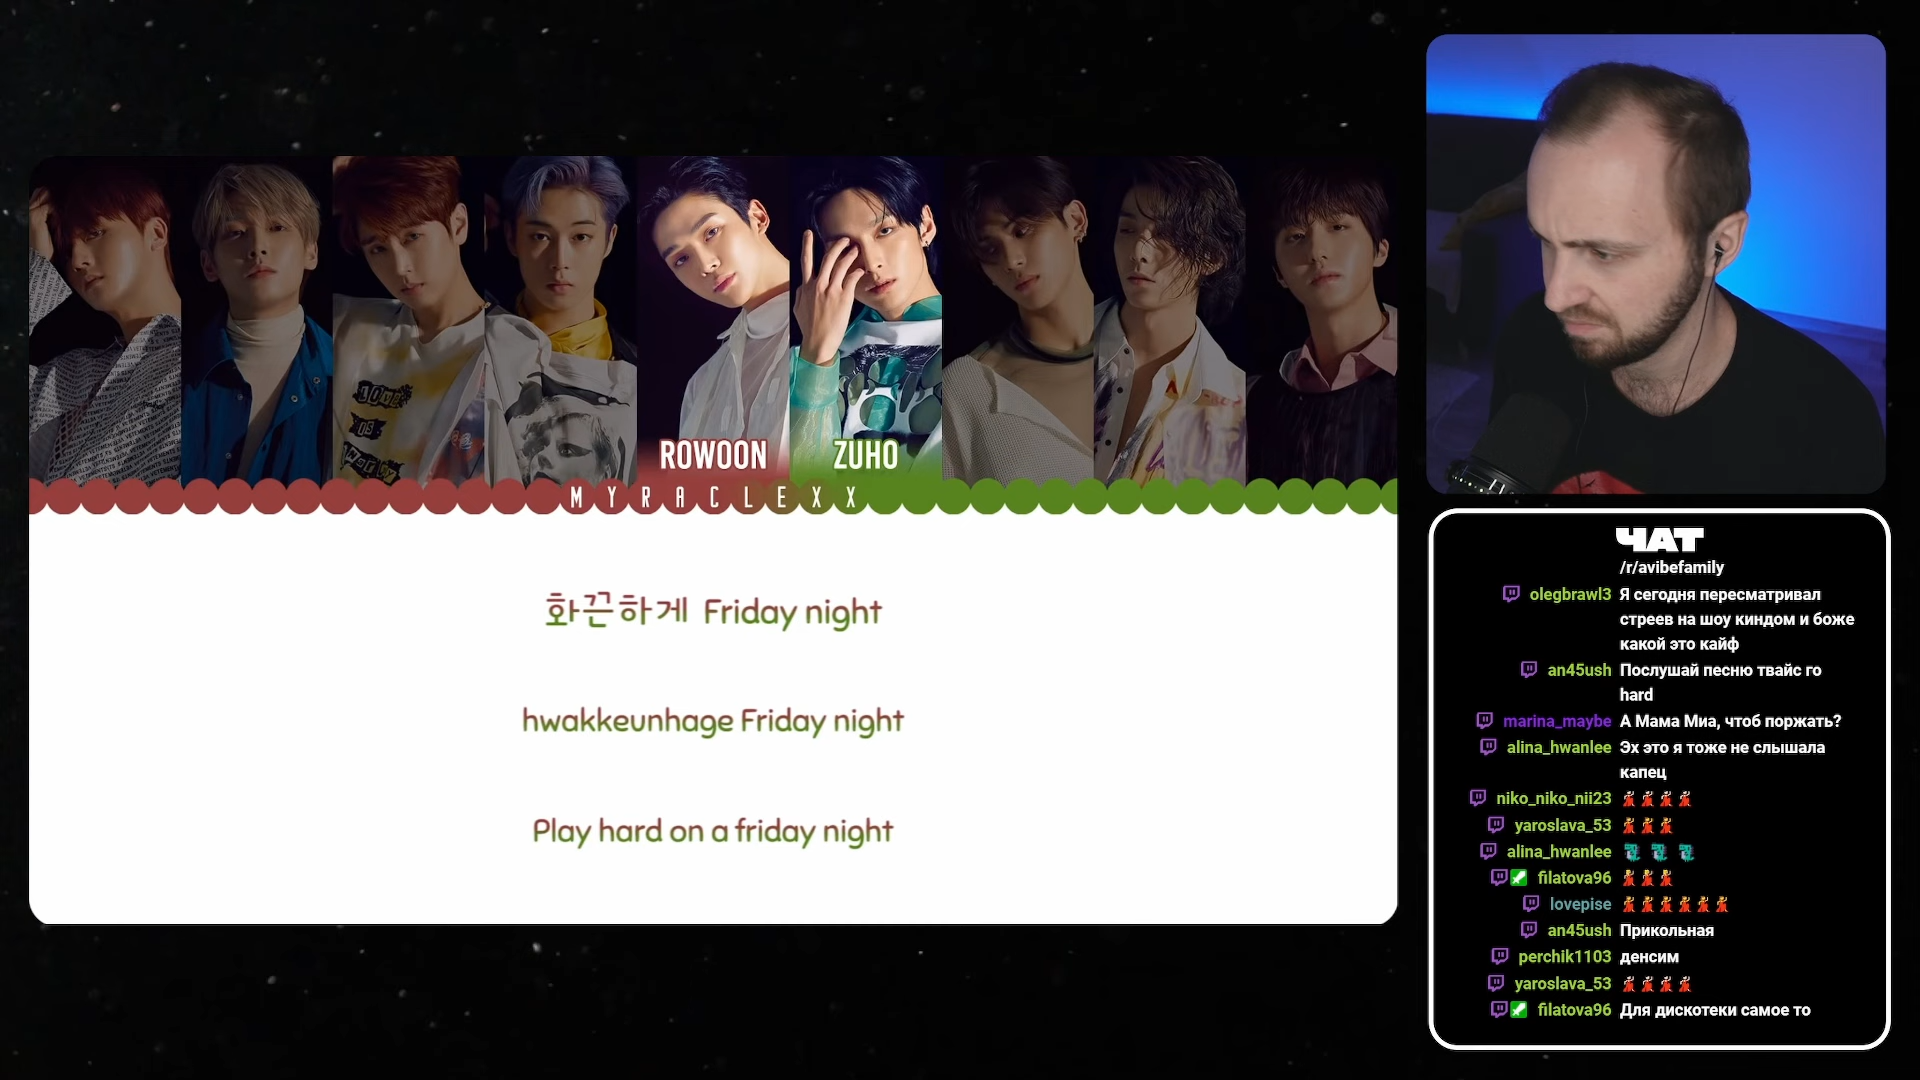 ROWOON
ZUHO
MYRACLEXX
화끈하게 Friday night
hwakkeunhage Friday night
Play hard on a friday night
ЧАТ
/r/avibefamily
olegbrawl3 Я сегодня пересматривал
стреев на шоу киндом и боже
какой это кайф
an45ush Послушай песню твайс го
hard
marina_maybe А Мама Миа, чтоб поржать?
alina_hwanlee Эх это я тоже не слышала
капец
niko_niko_nii23
yaroslava_53
alina_hwanlee
filatova96
lovepise
an45ush Прикольная
perchik1103 денсим
yaroslava_53
filatova96 Для дискотеки самое то